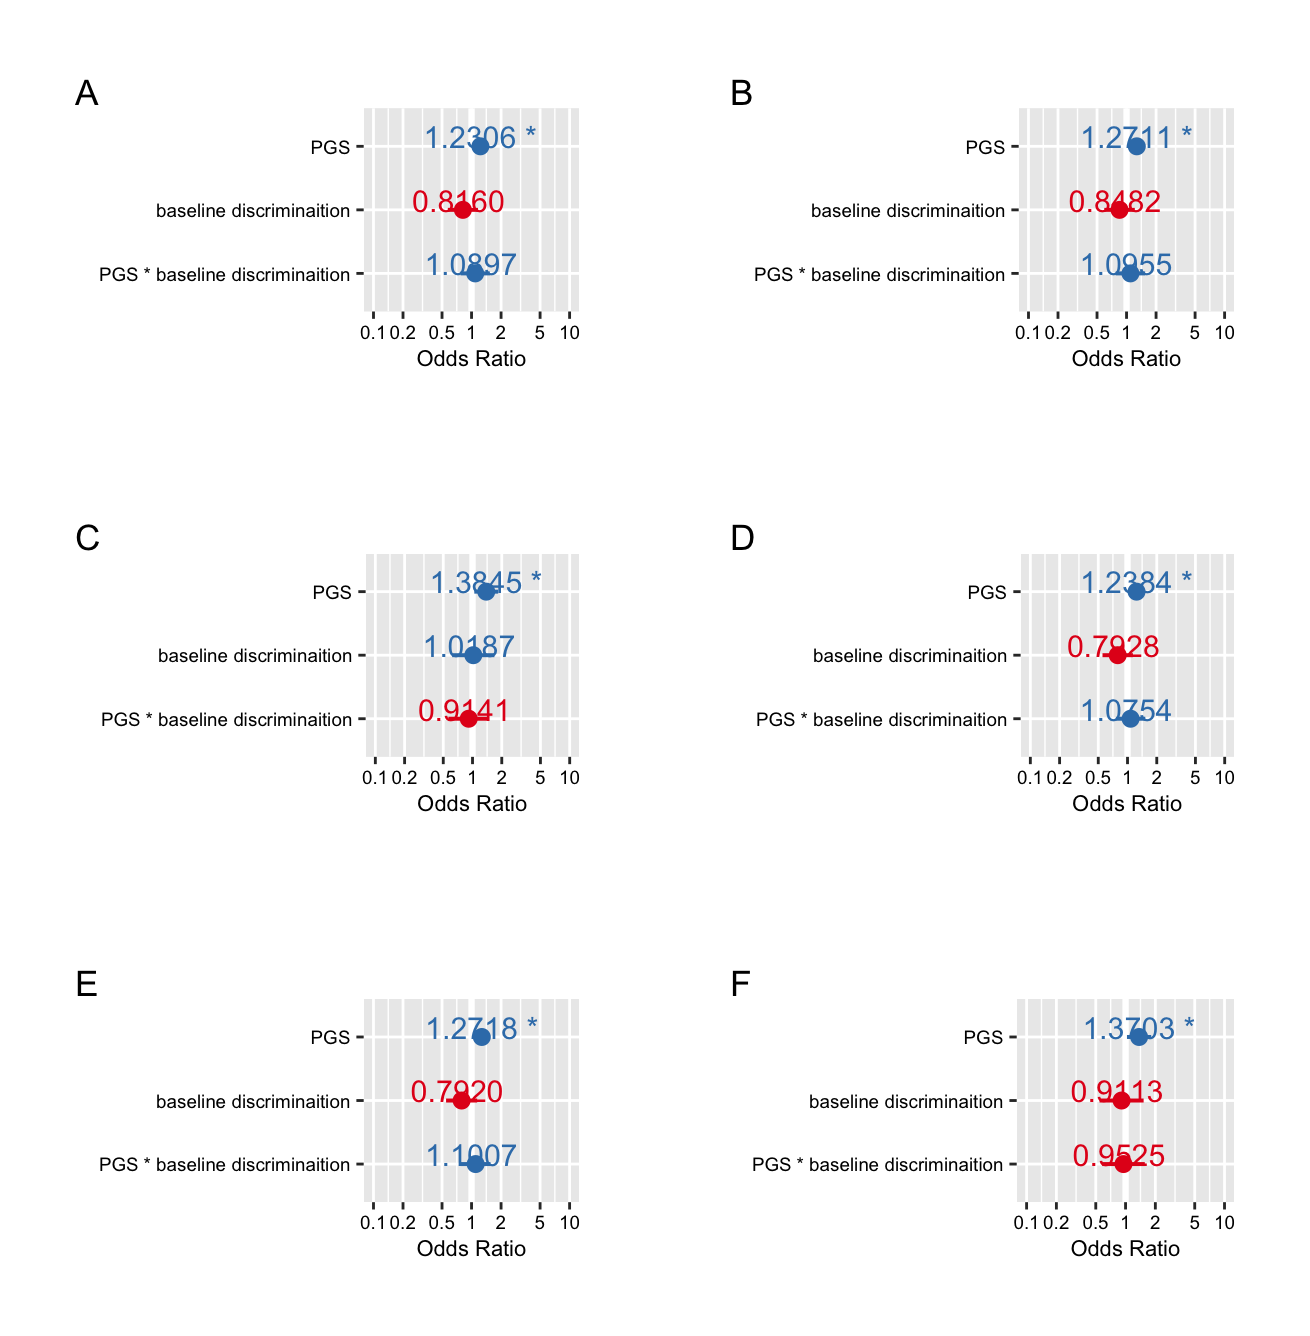 A
1.2306 *
PGS
0.8160
baseline discriminaition
1.0897
PGS * baseline discriminaition
0.1 0.2 0.5 1 2 5 10
Odds Ratio
B
1.2711 *
PGS
0.8482
baseline discriminaition
1.0955
PGS * baseline discriminaition
0.1 0.2 0.5 1 2 5 10
Odds Ratio
C
1.3845 *
PGS
1.0187
baseline discriminaition
0.9141
PGS * baseline discriminaition
0.1 0.2 0.5 1 2 5 10
Odds Ratio
D
1.2384 *
PGS
0.7928
baseline discriminaition
1.0754
PGS * baseline discriminaition
0.1 0.2 0.5 1 2 5 10
Odds Ratio
E
1.2718 *
PGS
0.7920
baseline discriminaition
1.1007
PGS * baseline discriminaition
0.1 0.2 0.5 1 2 5 10
Odds Ratio
F
1.3703 *
PGS
0.9113
baseline discriminaition
0.9525
PGS * baseline discriminaition
0.1 0.2 0.5 1 2 5 10
Odds Ratio